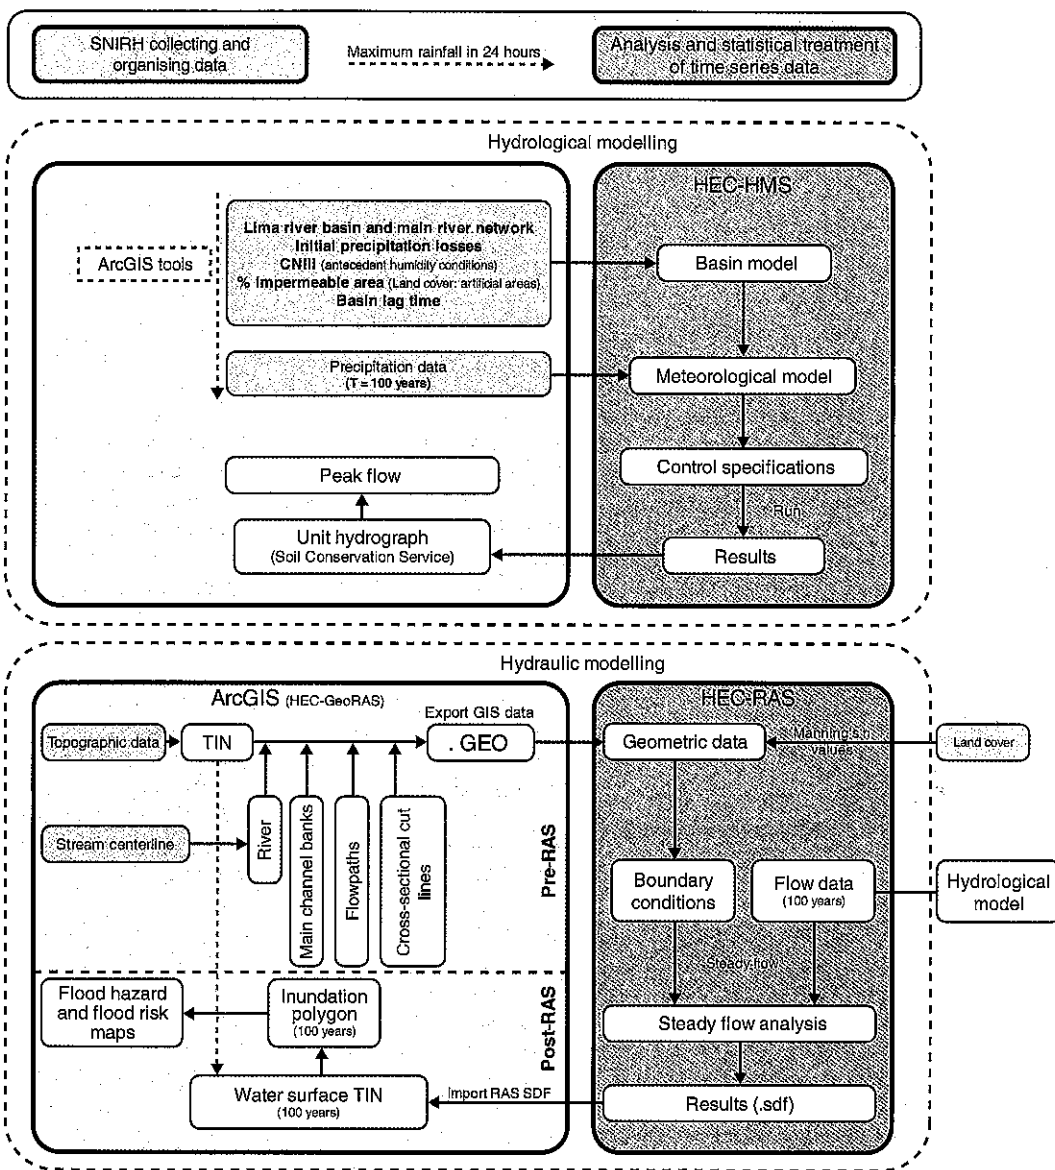 SNIRH collecting and
organising data
Maximum rainfall in 24 hours
Analysis and statistical treatment
of time series data
Hydrological modelling
ArcGIS tools
Lima river basin and main river network
Initial precipitation losses
CNIII (antecedent humidity conditions)
% Impermeable area (Land cover: artificial areas)
Basin lag time
Precipitation data
(T = 100 years)
Peak flow
Unit hydrograph
(Soil Conservation Service)
HEC-HMS
Basin model
Meteorological model
Control specifications
Run
Results
Hydraulic modelling
ArcGIS (HEC-GeoRAS)
Export GIS data
Topographic data
TIN
. GEO
Stream centerline
River
Main channel banks
Flowpaths
Cross-sectional cut
lines
Pre-RAS
Flood hazard
and flood risk
maps
Inundation
polygon
(100 years)
Post-RAS
Water surface TIN
(100 years)
Import RAS SDF
HEC-RAS
Geometric data
Manning's n
values
Land cover
Boundary
conditions
Flow data
(100 years)
Hydrological
model
Steady flow
Steady flow analysis
Results (.sdf)